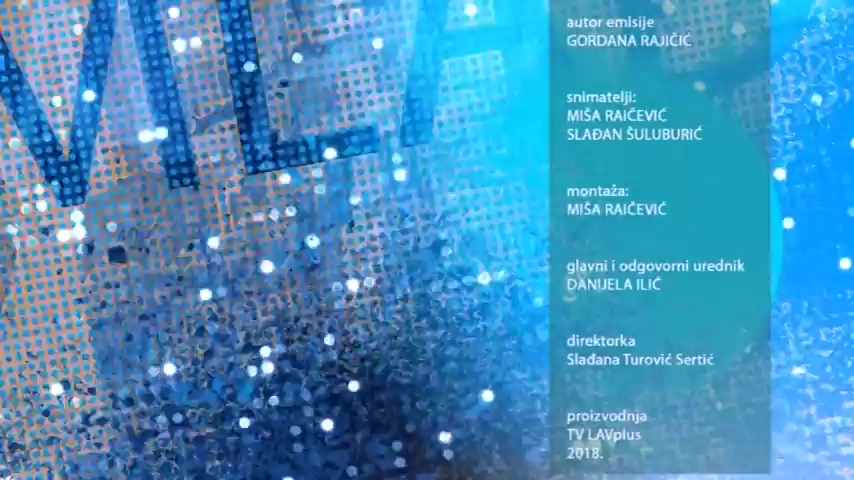 VILA
autor emisije
GORDANA RAJIČIĆ
snimatelji:
MIŠA RAIČEVIĆ
SLAĐAN ŠULUBURIĆ
montaža:
MIŠA RAIČEVIĆ
glavni i odgovorni urednik
DANIJELA ILIĆ
direktorka
Slađana Turović Sertić
proizvodnja
TV LAVplus
2018.